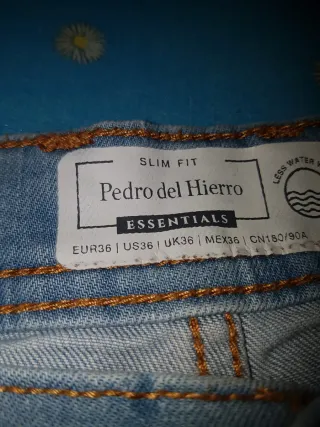 SLIM FIT
Pedro del Hierro
ESSENTIALS
EUR36 | US36 | UK36 | MEX36 | CN180/90A
LESS WATER